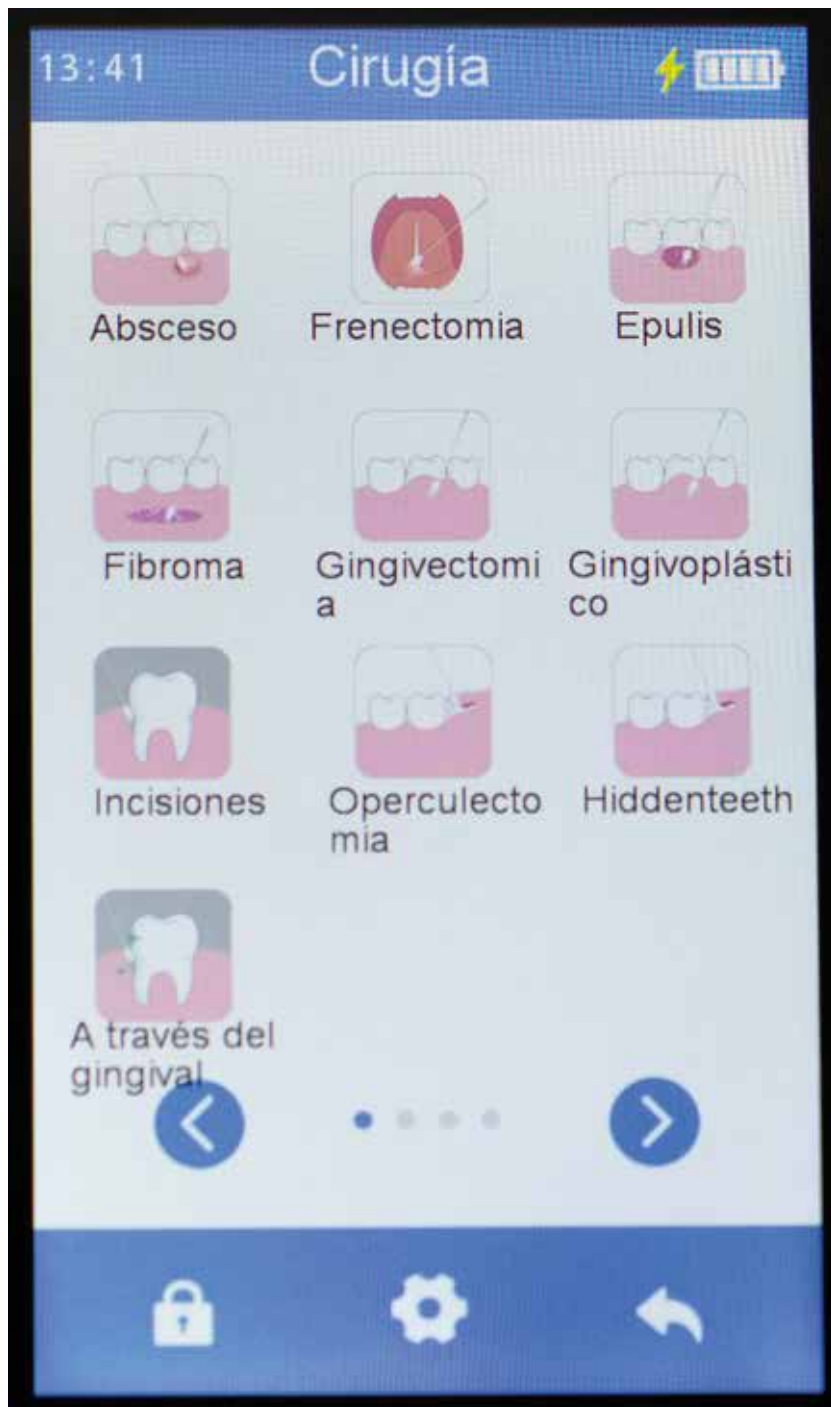 13:41 Cirugía
Absceso Frenectomia Epulis
Fibroma Gingivectomi Gingivoplásti
a co
Incisiones Operculecto Hiddenteeth
mia
A través del
gingival